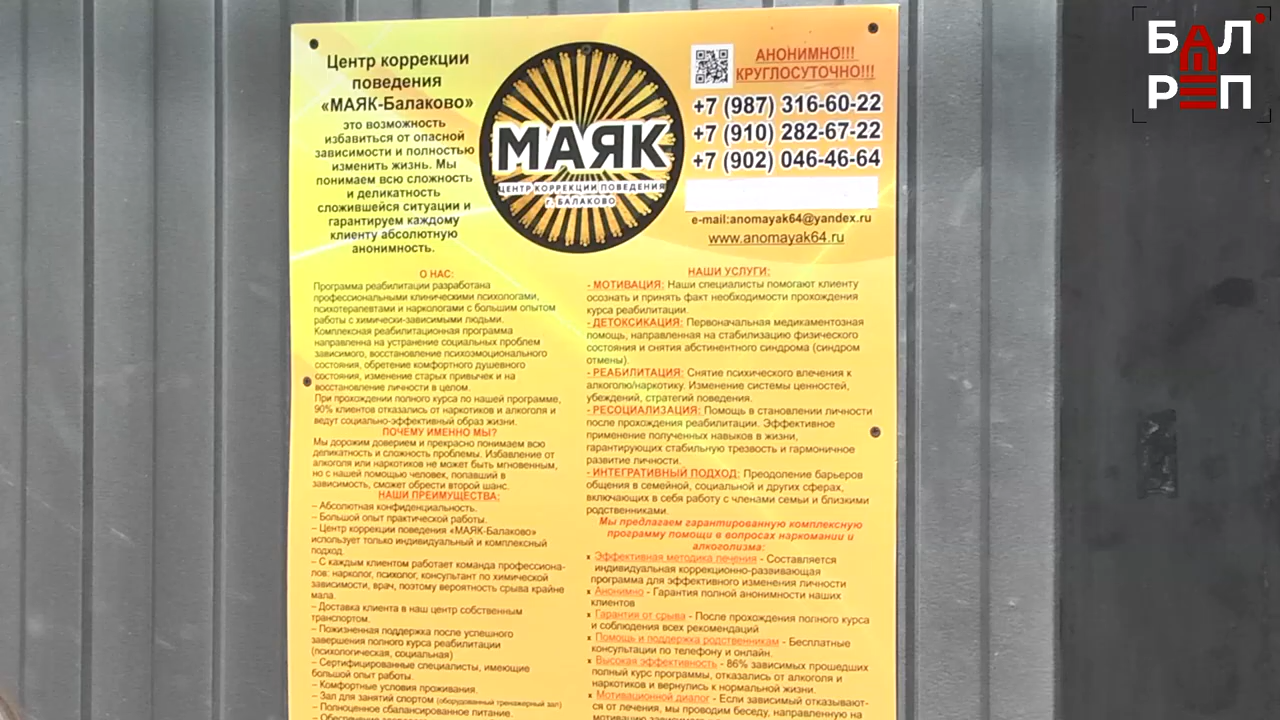 Центр коррекции
поведения
«МАЯК-Балаково»
это возможность
избавиться от опасной
зависимости и полностью
изменить жизнь. Мы
понимаем всю сложность
и деликатность
сложившейся ситуации и
гарантируем каждому
клиенту абсолютную
анонимность.
МАЯК
ЦЕНТР КОРРЕКЦИИ ПОВЕДЕНИЯ
г. БАЛАКОВО
АНОНИМНО!!!
КРУГЛОСУТОЧНО!!!
+7 (987) 316-60-22
+7 (910) 282-67-22
+7 (902) 046-46-64
e-mail:anomayak64@yandex.ru
www.anomayak64.ru
О НАС:
Программа реабилитации разработана
профессиональными клиническими психологами,
психотерапевтами и наркологами с большим опытом
работы с химически-зависимыми людьми.
Комплексная реабилитационная программа
направлена на устранение социальных проблем
зависимого, восстановление психоэмоционального
состояния, обретение комфортного душевного
состояния, изменение старых привычек и на
восстановление личности в целом.
При прохождении полного курса по нашей программе,
90% клиентов отказались от наркотиков и алкоголя и
ведут социально-эффективный образ жизни.
ПОЧЕМУ ИМЕННО МЫ?
Мы дорожим доверием и прекрасно понимаем всю
деликатность и сложность проблемы. Избавление от
алкоголя или наркотиков не может быть мгновенным,
но с нашей помощью человек, попавший в
зависимость, сможет обрести второй шанс.
НАШИ ПРЕИМУЩЕСТВА:
– Абсолютная конфиденциальность.
– Большой опыт практической работы.
– Центр коррекции поведения «МАЯК-Балаково»
использует только индивидуальный и комплексный
подход.
– С каждым клиентом работает команда профессиона-
лов: нарколог, психолог, консультант по химической
зависимости, врач, поэтому вероятность срыва крайне
мала.
– Доставка клиента в наш центр собственным
транспортом.
– Пожизненная поддержка после успешного
завершения полного курса реабилитации
(психологическая, социальная)
– Сертифицированные специалисты, имеющие
большой опыт работы.
– Комфортные условия проживания.
– Зал для занятий спортом (оборудованный тренажерный зал)
– Полноценное сбалансированное питание.
НАШИ УСЛУГИ:
- МОТИВАЦИЯ: Наши специалисты помогают клиенту
осознать и принять факт необходимости прохождения
курса реабилитации.
- ДЕТОКСИКАЦИЯ: Первоначальная медикаментозная
помощь, направленная на стабилизацию физического
состояния и снятия абстинентного синдрома (синдром
отмены).
- РЕАБИЛИТАЦИЯ: Снятие психического влечения к
алкоголю/наркотику. Изменение системы ценностей,
убеждений, стратегий поведения.
- РЕСОЦИАЛИЗАЦИЯ: Помощь в становлении личности
после прохождения реабилитации. Эффективное
применение полученных навыков в жизни,
гарантирующих стабильную трезвость и гармоничное
развитие личности.
- ИНТЕГРАТИВНЫЙ ПОДХОД: Преодоление барьеров
общения в семейной, социальной и других сферах,
включающих в себя работу с членами семьи и близкими
родственниками.
Мы предлагаем гарантированную комплексную
программу помощи в вопросах наркомании и
алкоголизма:
Эффективная методика лечения - Составляется
индивидуальная коррекционно-развивающая
программа для эффективного изменения личности
Анонимно - Гарантия полной анонимности наших
клиентов
Гарантия от срыва - После прохождения полного курса
и соблюдения всех рекомендаций
Помощь и поддержка родственникам - Бесплатные
консультации по телефону и онлайн.
Высокая эффективность - 86% зависимых прошедших
полный курс программы, отказались от алкоголя и
наркотиков и вернулись к нормальной жизни.
Мотивационной диалог - Если зависимый отказывают-
ся от лечения, мы проводим беседу, направленную на
БАЛ
РЕП